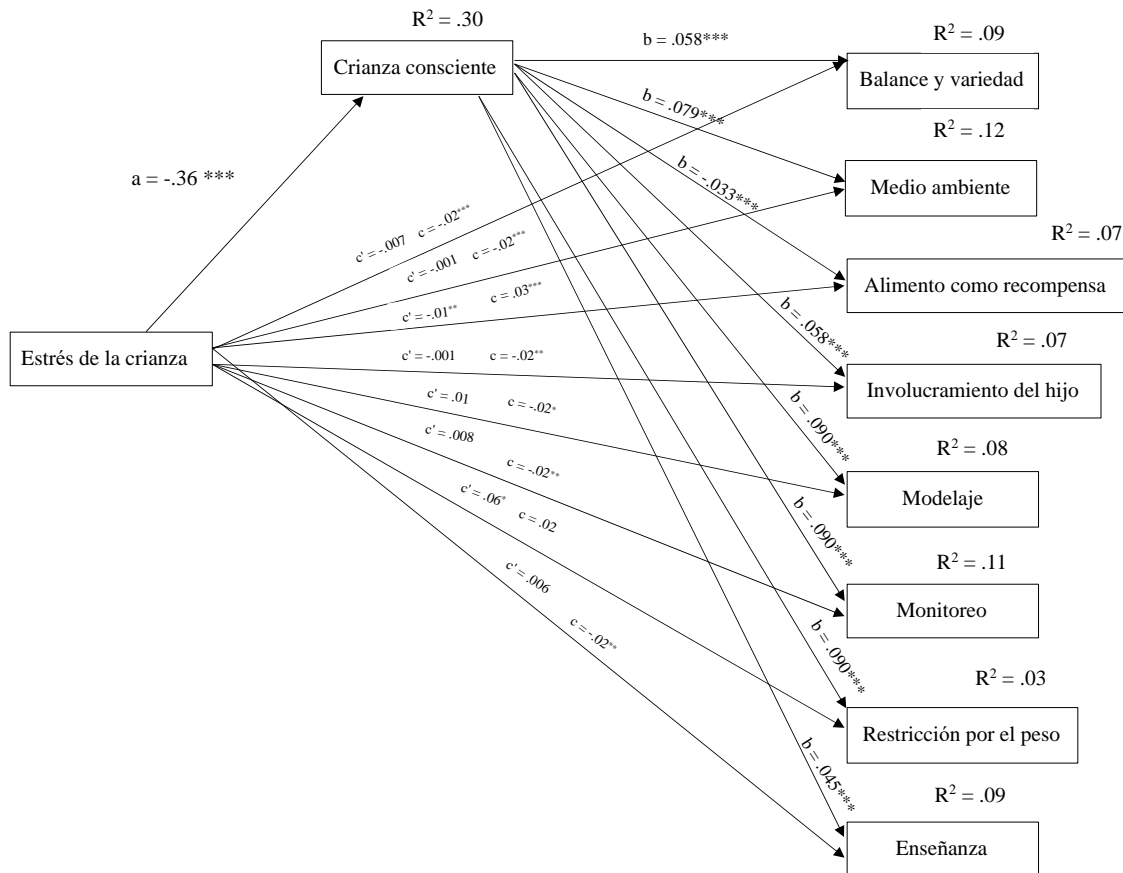 R² = .30
Crianza consciente
a = -.36 ***
Estrés de la crianza
b = .058***
R² = .09
Balance y variedad
b = .079***
R² = .12
Medio ambiente
b = -.033***
R² = .07
Alimento como recompensa
b = .058***
R² = .07
Involucramiento del hijo
b = .090***
R² = .08
Modelaje
b = .090***
R² = .11
Monitoreo
b = .090***
R² = .03
Restricción por el peso
b = .045***
R² = .09
Enseñanza
c' = -.007 c = -.02***
c' = -.001 c = -.02***
c' = -.01** c = .03***
c' = -.001 c = -.02**
c' = .01 c = -.02*
c' = .008 c = -.02**
c' = .06* c = .02
c' = .006 c = -.02**